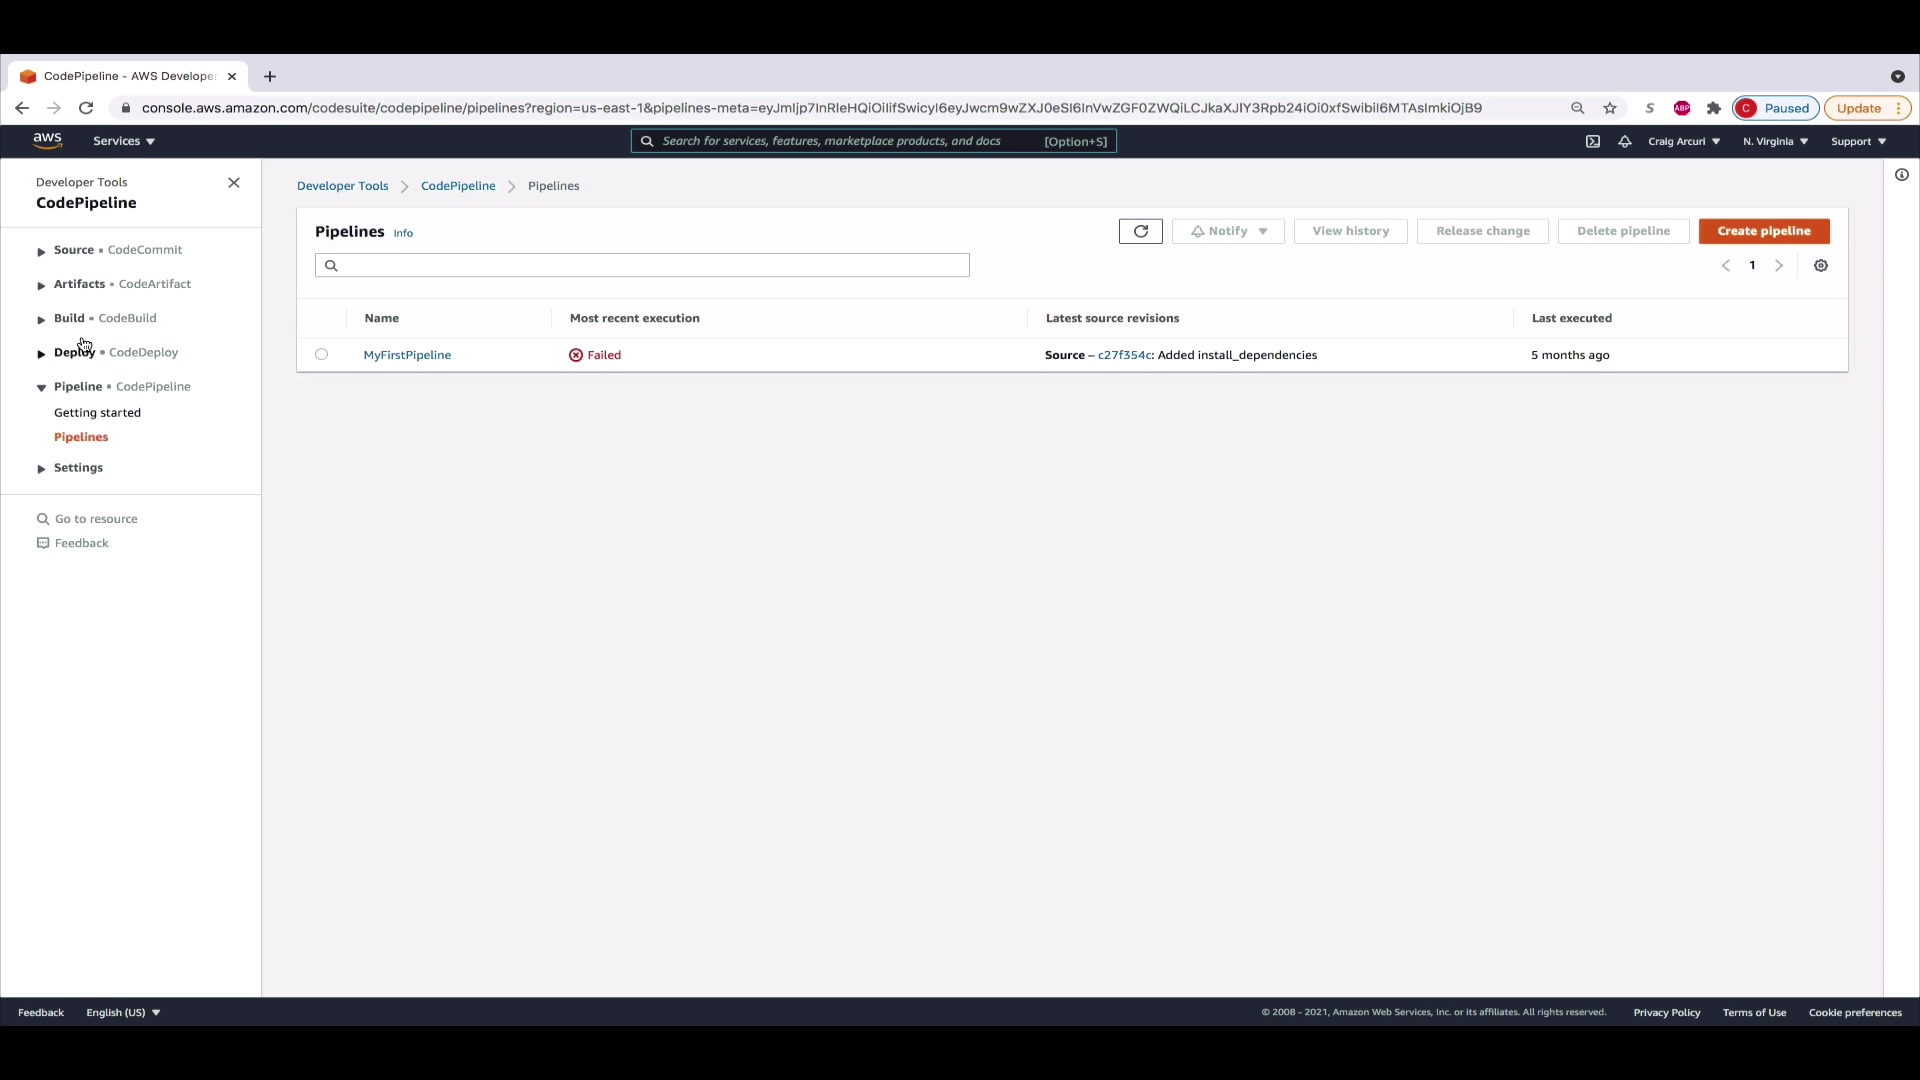 CodePipeline - AWS Developer
console.aws.amazon.com/codesuite/codepipeline/pipelines?region=us-east-1&pipelines-meta=eyJmIjp7InRleHQiOiIifSwicyI6eyJwcm9wZXJ0eSI6InVwZGF0ZWQiLCJkaXJlY3Rpb24iOi0xfSwibiI6MTAsImkiOjB9
S
ABP
C Paused
Update
aws
Services
Search for services, features, marketplace products, and docs
[Option+S]
Craig Arcuri
N. Virginia
Support
Developer Tools
CodePipeline
Source • CodeCommit
Artifacts • CodeArtifact
Build • CodeBuild
Deploy • CodeDeploy
Pipeline • CodePipeline
Getting started
Pipelines
Settings
Go to resource
Feedback
Developer Tools
CodePipeline
Pipelines
Pipelines Info
Notify
View history
Release change
Delete pipeline
Create pipeline
1
Name
Most recent execution
Latest source revisions
Last executed
MyFirstPipeline
Failed
Source – c27f354c: Added install_dependencies
5 months ago
Feedback
English (US)
© 2008 - 2021, Amazon Web Services, Inc. or its affiliates. All rights reserved.
Privacy Policy
Terms of Use
Cookie preferences